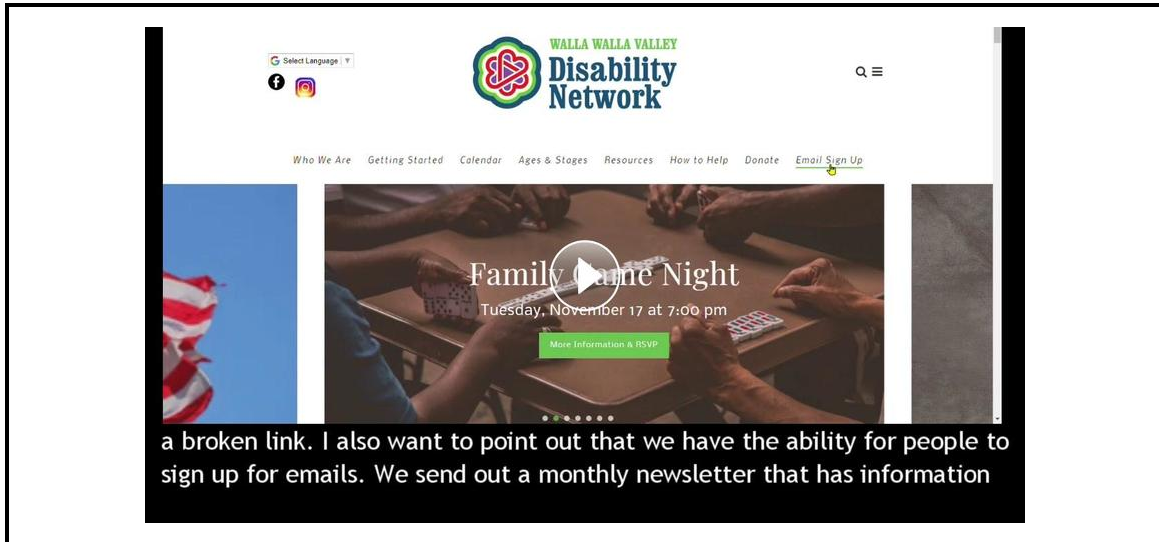 Select Language
WALLA WALLA VALLEY
Disability
Network
Who We Are Getting Started Calendar Ages & Stages Resources How to Help Donate Email Sign Up
Family Game Night
Tuesday, November 17 at 7:00 pm
More Information & RSVP
a broken link. I also want to point out that we have the ability for people to
sign up for emails. We send out a monthly newsletter that has information